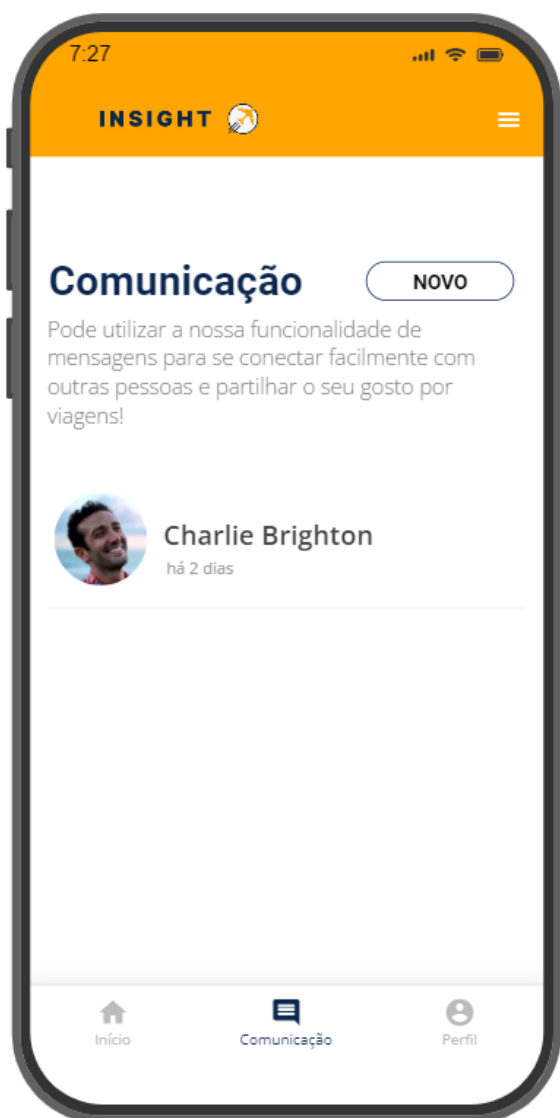 7:27
INSIGHT
Comunicação
NOVO
Pode utilizar a nossa funcionalidade de
mensagens para se conectar facilmente com
outras pessoas e partilhar o seu gosto por
viagens!
Charlie Brighton
há 2 dias
Início
Comunicação
Perfil